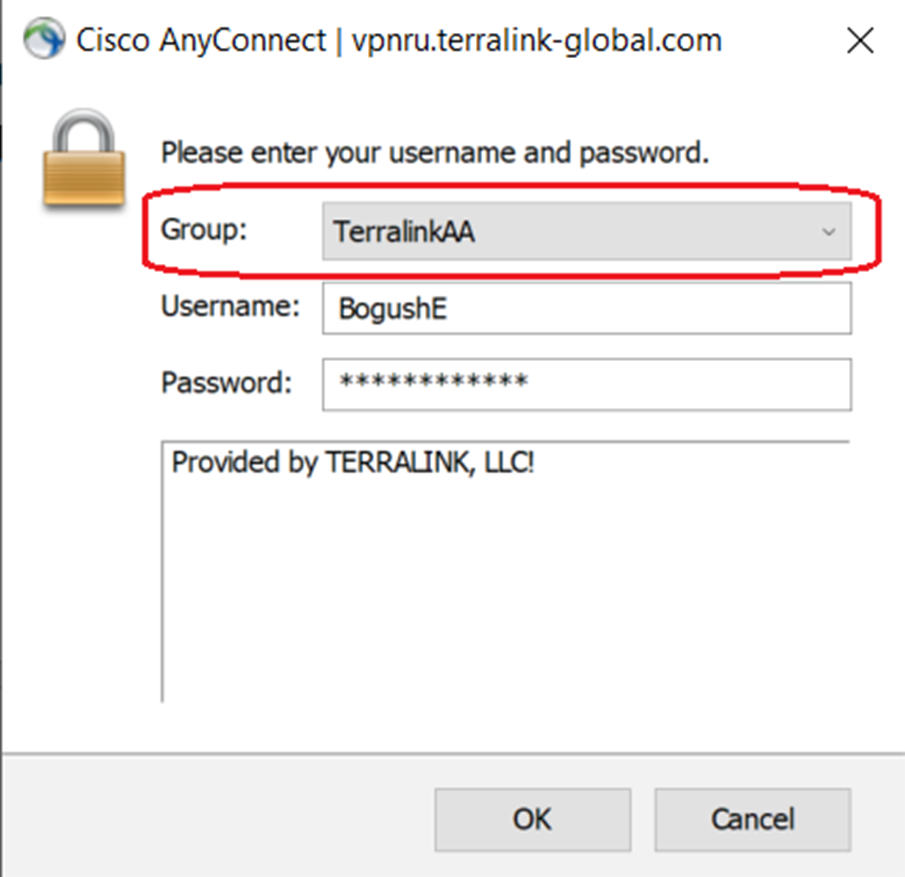 Cisco AnyConnect | vpnru.terralink-global.com
Please enter your username and password.
Group: TerralinkAA
Username: BogushE
Password: ************
Provided by TERRALINK, LLC!
OK Cancel